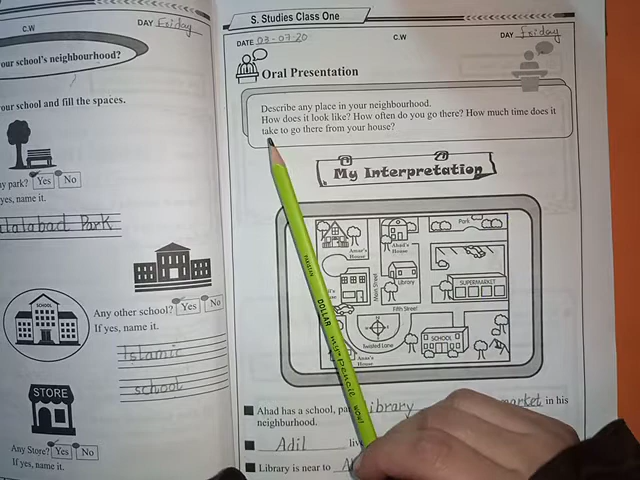 C.W
DAY Friday
our school's neighbourhood?
our school and fill the spaces.
ny park? Yes No
yes, name it.
Jalalabad Park
SCHOOL
Any other school? Yes No
If yes, name it.
Islamic
school
STORE
Any Store? Yes No
If yes, name it.
S. Studies Class One
DATE 03-07-20
C.W
DAY Friday
Oral Presentation
Describe any place in your neighbourhood.
How does it look like? How often do you go there? How much time does it
take to go there from your house?
My Interpretation
Amar's
House
Ahad's
House
Park
Main Street
Library
SUPERMARKET
Fifth Street
Twisted Lane
SCHOOL
House
DOLLAR my Pencil
Ahad has a school, library market in his
neighbourhood.
Adil
Library is near to